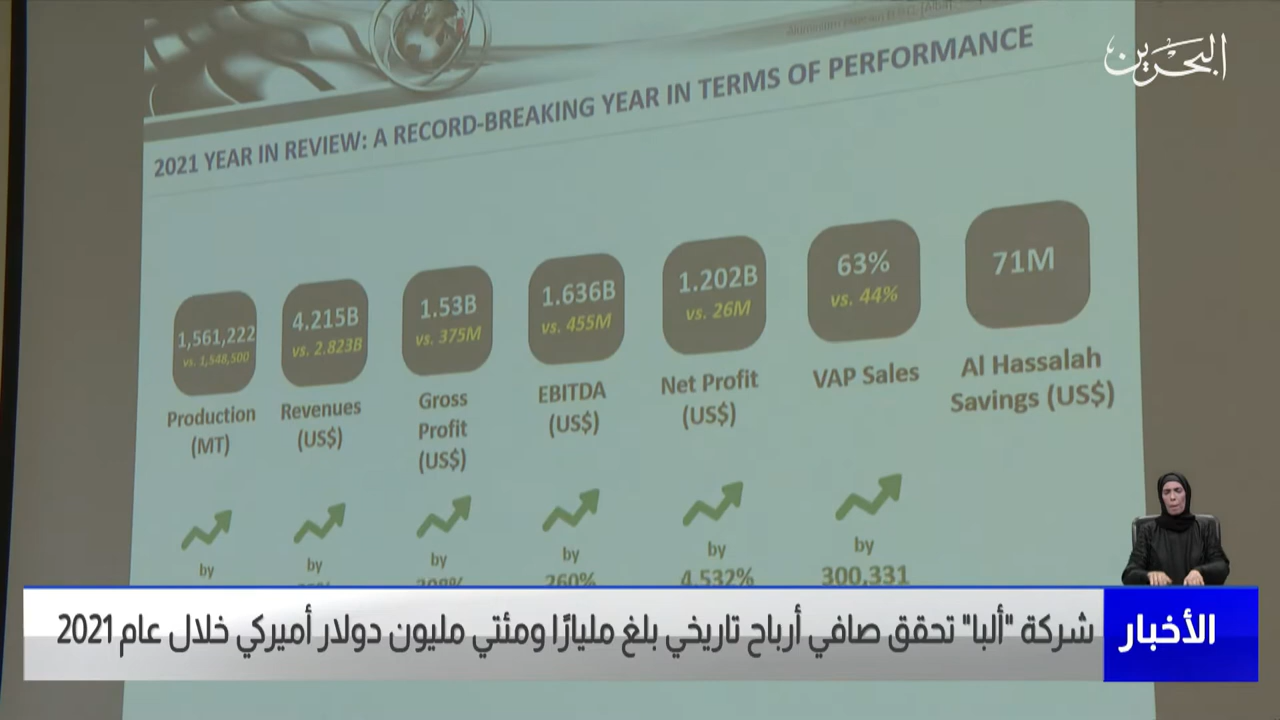 البحرين
2021 YEAR IN REVIEW: A RECORD-BREAKING YEAR IN TERMS OF PERFORMANCE
1,561,222
vs. 1,548,500
Production
(MT)
4.215B
vs. 2.823B
Revenues
(US$)
1.53B
vs. 375M
Gross
Profit
(US$)
1.636B
vs. 455M
EBITDA
(US$)
1.202B
vs. 26M
Net Profit
(US$)
63%
vs. 44%
VAP Sales
71M
Al Hassalah
Savings (US$)
by
by
by
by
260%
by
4,532%
by
300,331
الأخبار
شركة "ألبا" تحقق صافي أرباح تاريخي بلغ مليارًا ومئتي مليون دولار أميركي خلال عام 2021